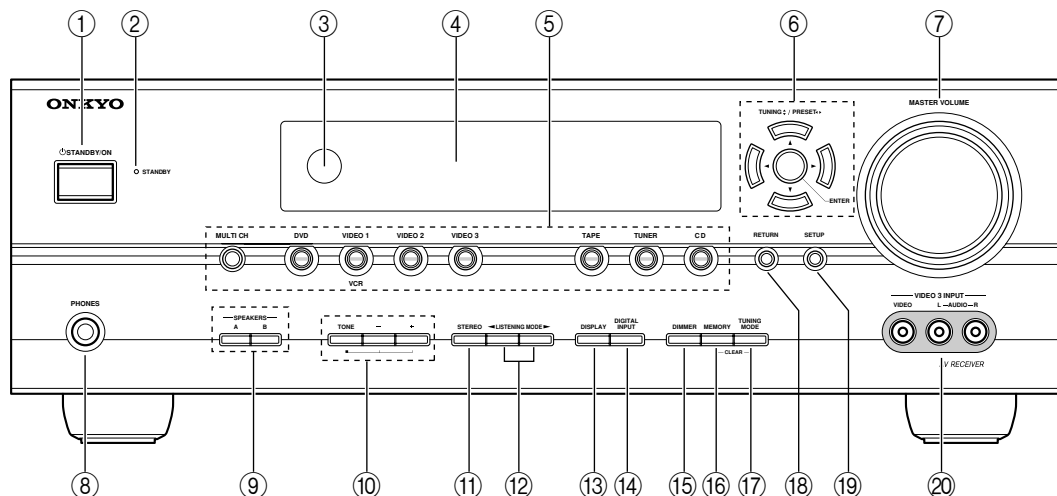 ① ② ③ ④ ⑤ ⑥ ⑦
ONKYO
STANDBY/ON
STANDBY
TUNING / PRESET
ENTER
MASTER VOLUME
MULTI CH DVD VIDEO 1 VIDEO 2 VIDEO 3 TAPE TUNER CD
VCR
RETURN SETUP
PHONES
SPEAKERS
A B
TONE − +
STEREO ◄LISTENING MODE►
DISPLAY DIGITAL INPUT
DIMMER MEMORY TUNING MODE
CLEAR
VIDEO 3 INPUT
VIDEO L AUDIO R
V RECEIVER
⑧ ⑨ ⑩ ⑪ ⑫ ⑬ ⑭ ⑮ ⑯ ⑰ ⑱ ⑲ ⑳